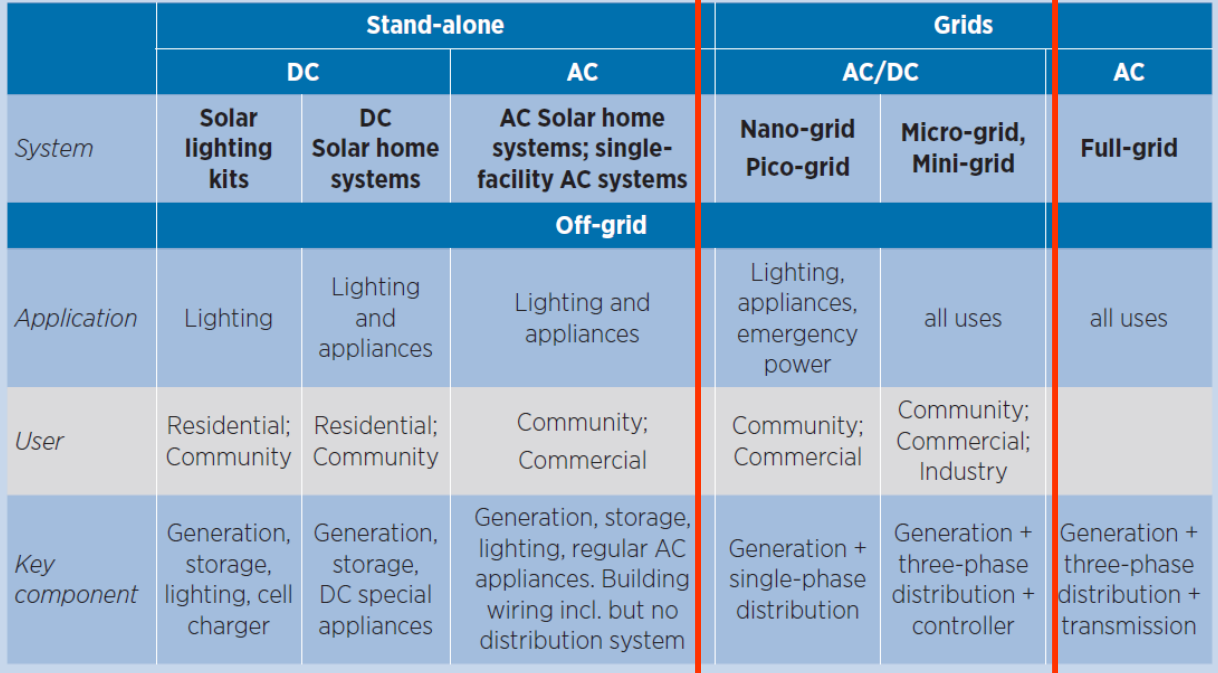 Stand-alone
Grids
DC
AC
AC/DC
AC
System
Solar
lighting
kits
DC
Solar home
systems
AC Solar home
systems; single-
facility AC systems
Nano-grid
Pico-grid
Micro-grid,
Mini-grid
Full-grid
Off-grid
Application
Lighting
Lighting
and
appliances
Lighting and
appliances
Lighting,
appliances,
emergency
power
all uses
all uses
User
Residential;
Community
Residential;
Community
Community;
Commercial
Community;
Commercial
Community;
Commercial;
Industry
Key
component
Generation,
storage,
lighting, cell
charger
Generation,
storage,
DC special
appliances
Generation, storage,
lighting, regular AC
appliances. Building
wiring incl. but no
distribution system
Generation +
single-phase
distribution
Generation +
three-phase
distribution +
controller
Generation +
three-phase
distribution +
transmission